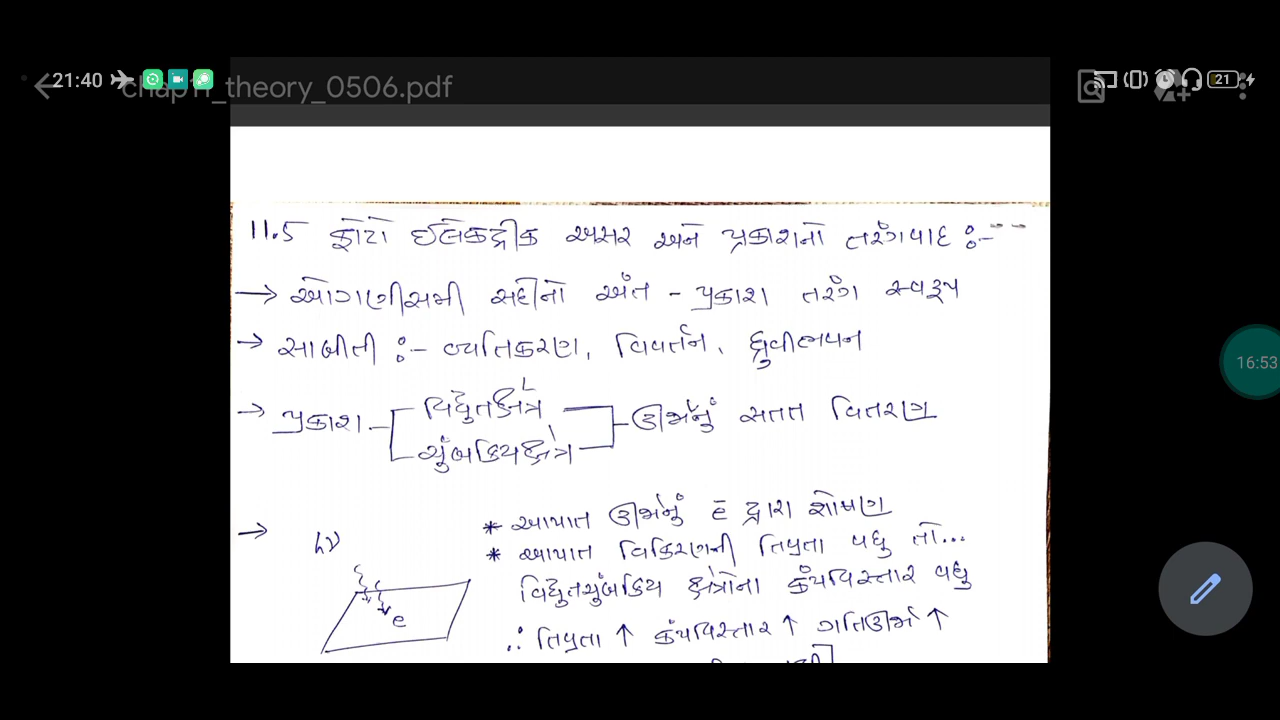 21:40
21
chap11_theory_0506.pdf
11.5 ફોટો ઈલેકટ્રીક અસર અને પ્રકાશનો તરંગવાદ :-
→ ઓગણીસમી સદીનો અંત - પ્રકાશ તરંગ સ્વરૂપ
→ સાબીતી :- વ્યતિકરણ, વિવર્તન, ધ્રુવીભવન
→ પ્રકાશ વિદ્યુતક્ષેત્ર ઊર્જાનું સતત વિતરણ
ચુંબકિયક્ષેત્ર
16:53
→ hν
* આપાત ઊર્જાનું e દ્વારા શોષણ
* આપાત વિકિરણની તિવ્રતા વધુ તો...
વિદ્યુતચુંબકિય ક્ષેત્રોના કંપવિસ્તાર વધુ
e
∴ તિવ્રતા ↑ કંપવિસ્તાર ↑ ગતિઊર્જા ↑